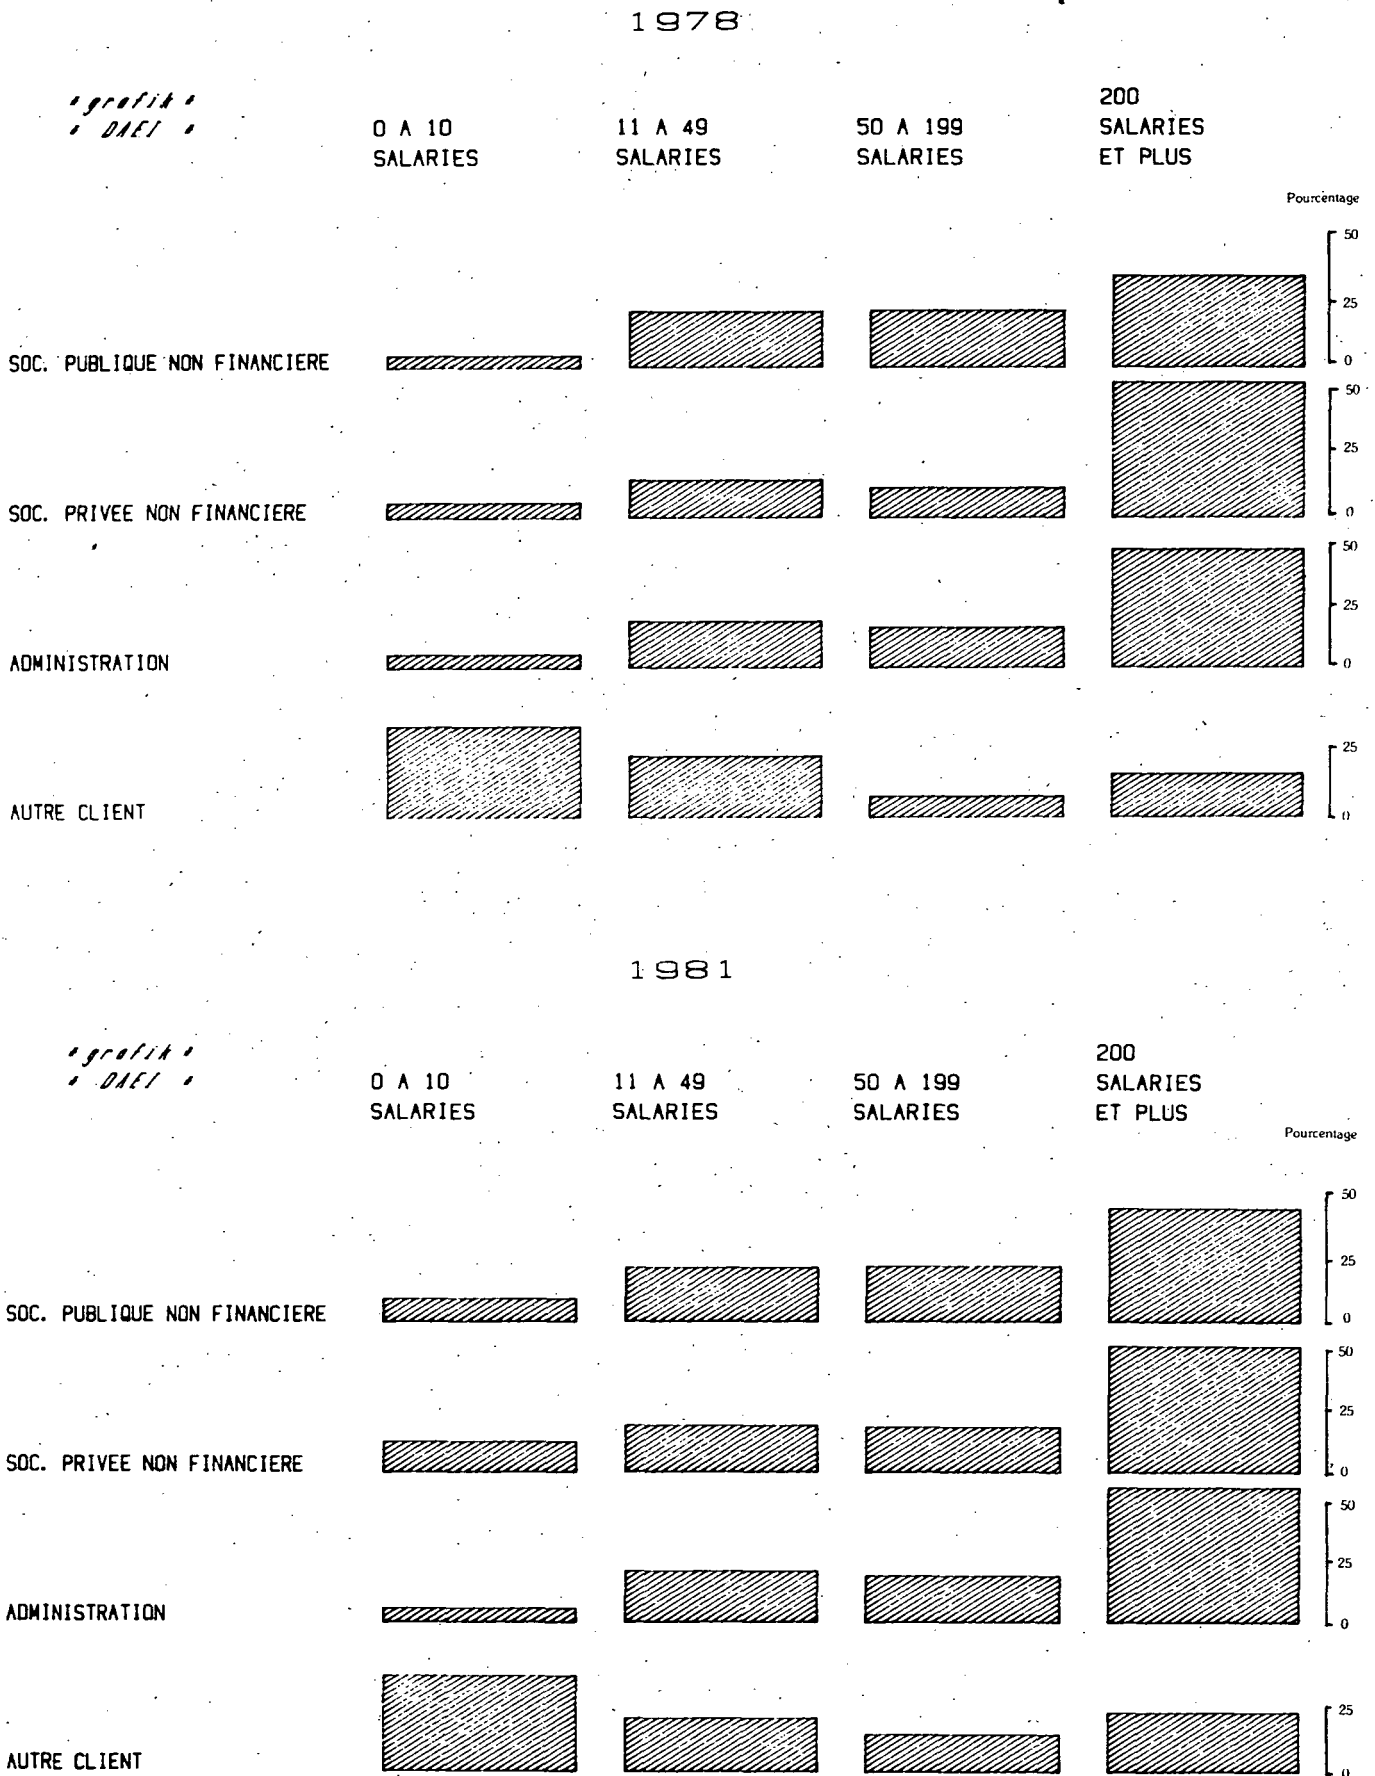 1978
*grafik*
* DAEI *
0 A 10 SALARIES
11 A 49 SALARIES
50 A 199 SALARIES
200 SALARIES ET PLUS
Pourcentage
50
25
SOC. PUBLIQUE NON FINANCIERE
0
50
25
SOC. PRIVEE NON FINANCIERE
0
50
25
ADMINISTRATION
0
25
AUTRE CLIENT
0
1981
*grafik*
* DAEI *
0 A 10 SALARIES
11 A 49 SALARIES
50 A 199 SALARIES
200 SALARIES ET PLUS
Pourcentage
50
25
SOC. PUBLIQUE NON FINANCIERE
0
50
25
SOC. PRIVEE NON FINANCIERE
0
50
25
ADMINISTRATION
0
25
AUTRE CLIENT
0